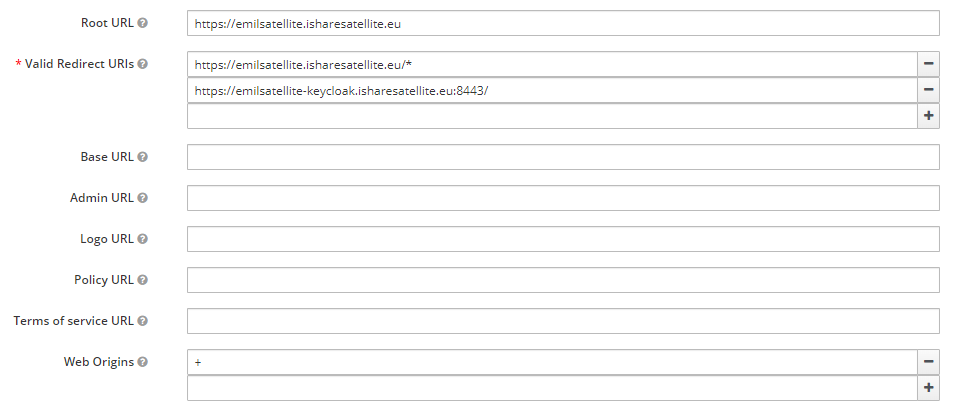 Root URL https://emilsatellite.isharesatellite.eu
* Valid Redirect URIs https://emilsatellite.isharesatellite.eu/*
https://emilsatellite-keycloak.isharesatellite.eu:8443/
Base URL
Admin URL
Logo URL
Policy URL
Terms of service URL
Web Origins +